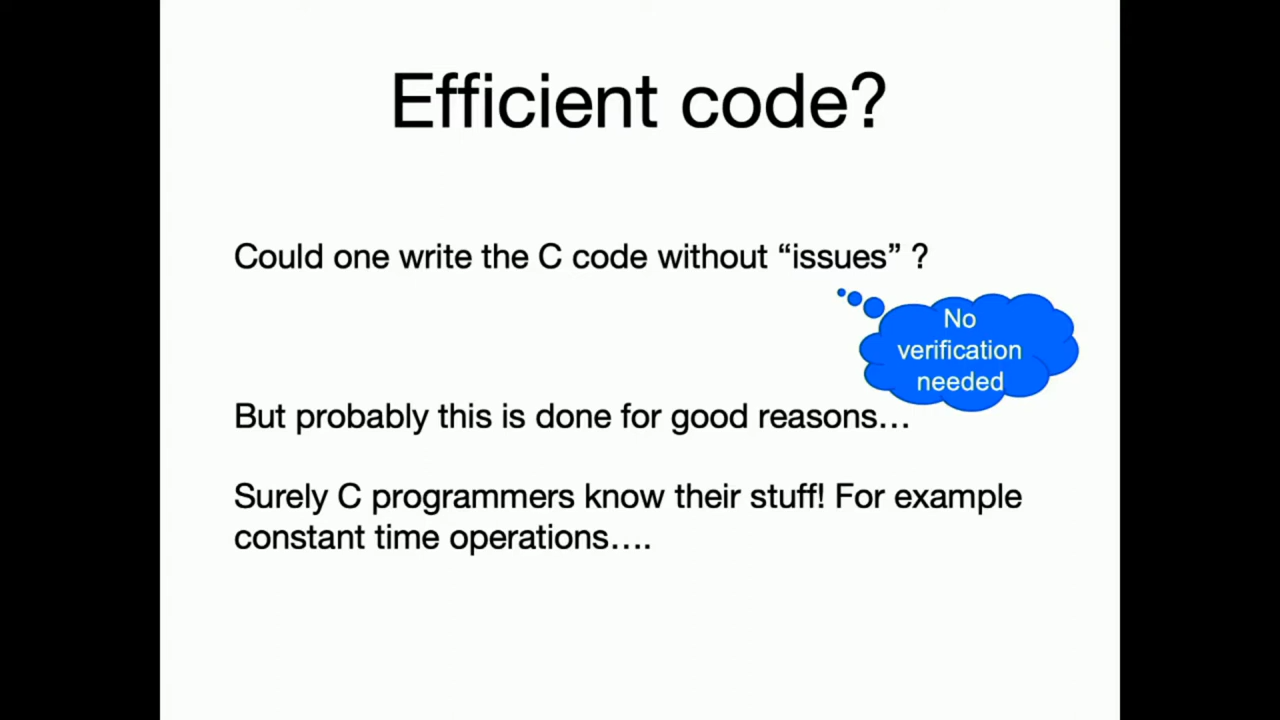 Efficient code?
Could one write the C code without “issues” ?
No
verification
needed
But probably this is done for good reasons…
Surely C programmers know their stuff! For example
constant time operations….